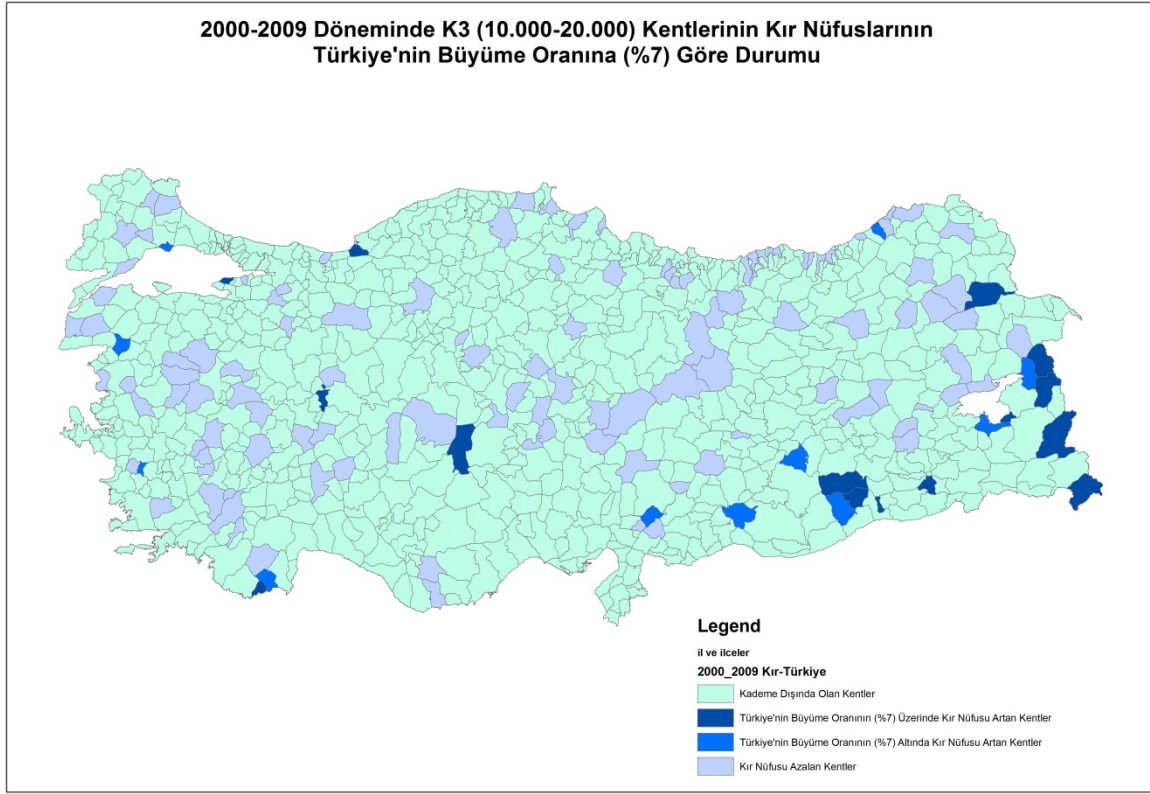 2000-2009 Döneminde K3 (10.000-20.000) Kentlerinin Kır Nüfuslarının
Türkiye'nin Büyüme Oranına (%7) Göre Durumu
Legend
il ve ilceler
2000_2009 Kır-Türkiye
Kademe Dışında Olan Kentler
Türkiye'nin Büyüme Oranının (%7) Üzerinde Kır Nüfusu Artan Kentler
Türkiye'nin Büyüme Oranının (%7) Altında Kır Nüfusu Artan Kentler
Kır Nüfusu Azalan Kentler